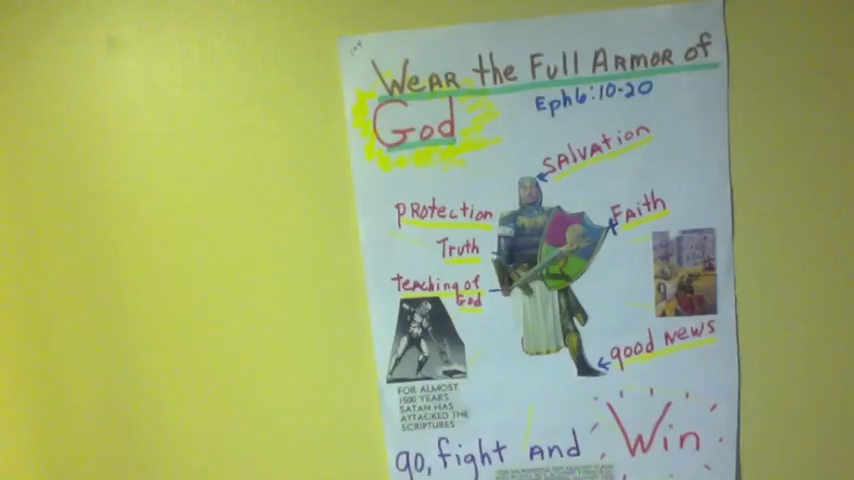 Wear the Full Armor of
God
Eph 6:10-20
Salvation
Protection
Faith
Truth
teaching of
God
good news
FOR ALMOST
1500 YEARS
SATAN HAS
ATTACKED THE
SCRIPTURES
go, fight and Win